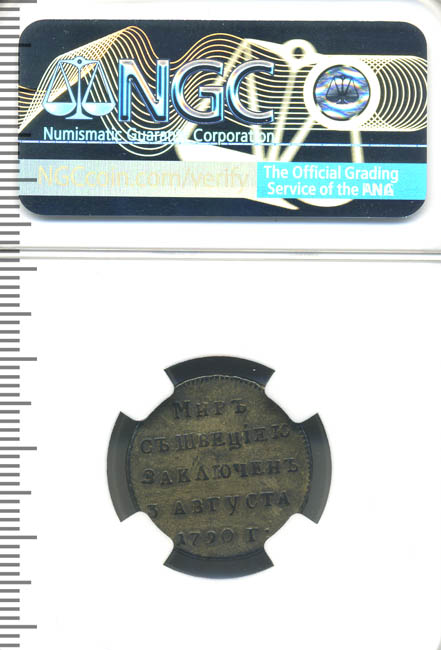 NGC
Numismatic Guaranty Corporation
NGCcoin.com/verify
The Official Grading
Service of the ANA
Миръ
съ Швецїею
заключенъ
3 августа
1790 г: